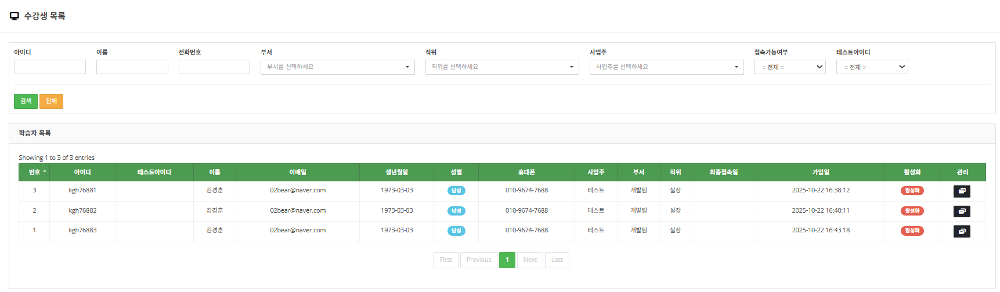 수강생 목록
아이디 이름 전화번호 부서 직위 사업주 접속가능여부 테스트아이디
부서를 선택하세요 직위를 선택하세요 사업주를 선택하세요 = 전체 = = 전체 =
검색 전체
학습자 목록
Showing 1 to 3 of 3 entries
번호 아이디 테스트아이디 이름 이메일 생년월일 성별 휴대폰 사업주 부서 직위 최종접속일 가입일 활성화 관리
3 kgh76881 김경훈 02bear@naver.com 1973-03-03 남성 010-9674-7688 테스트 개발팀 실장 2025-10-22 16:38:12 활성화
2 kgh76882 김경훈 02bear@naver.com 1973-03-03 남성 010-9674-7688 테스트 개발팀 실장 2025-10-22 16:40:11 활성화
1 kgh76883 김경훈 02bear@naver.com 1973-03-03 남성 010-9674-7688 테스트 개발팀 실장 2025-10-22 16:43:18 활성화
First Previous 1 Next Last